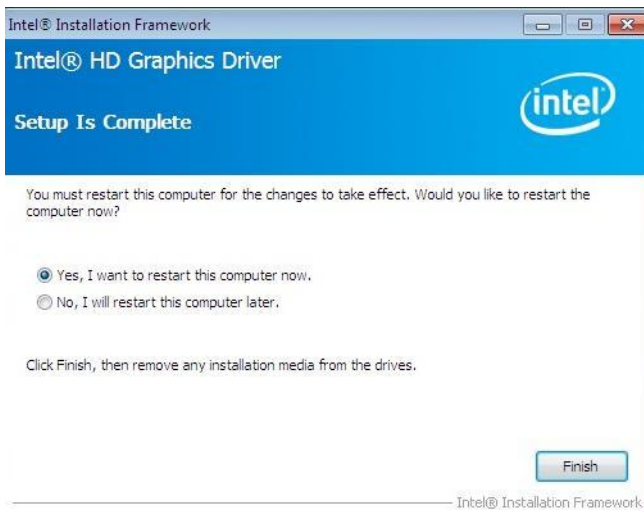 Intel® Installation Framework
Intel® HD Graphics Driver
intel
Setup Is Complete
You must restart this computer for the changes to take effect. Would you like to restart the
computer now?
Yes, I want to restart this computer now.
No, I will restart this computer later.
Click Finish, then remove any installation media from the drives.
Finish
Intel® Installation Framework